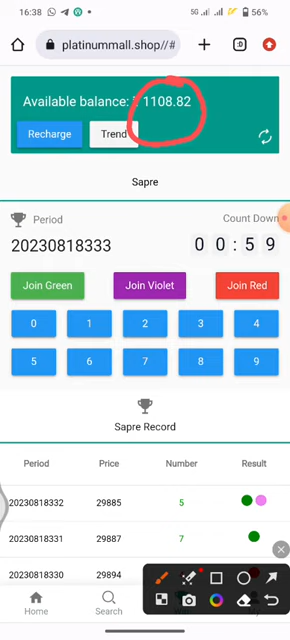 16:38
5G
56%
platinummall.shop//#
:D
Available balance: ₹ 1108.82
Recharge
Trend
Sapre
Period
Count Down
20230818333
0 0 : 5 9
Join Green
Join Violet
Join Red
0 1 2 3 4
5 6 7 8 9
Sapre Record
Period Price Number Result
20230818332 29885 5
20230818331 29887 7
20230818330 29894
Home
Search